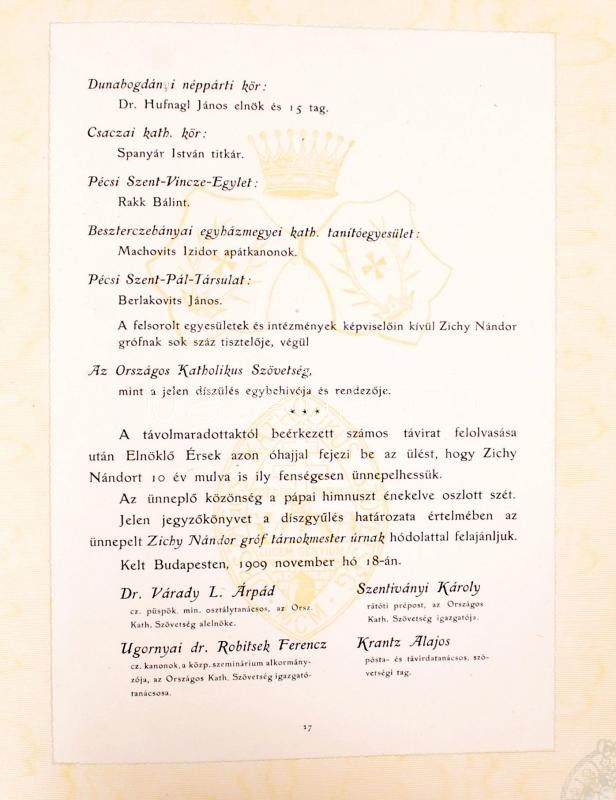 Dunabogdányi néppárti kör:
Dr. Hufnagl János elnök és 15 tag.
Csaczai kath. kör:
Spanyár István titkár.
Pécsi Szent-Vincze-Egylet:
Rakk Bálint.
Beszterczebányai egyházmegyei kath. tanítóegyesület:
Machovits Izidor apátkanonok.
Pécsi Szent-Pál-Társulat:
Berlakovits János.
A felsorolt egyesületek és intézmények képviselőin kívül Zichy Nándor
grófnak sok száz tisztelője, végül
Az Országos Katholikus Szövetség,
mint a jelen díszülés egybehivója és rendezője.
* * *
A távolmaradottaktól beérkezett számos távirat felolvasása
után Elnöklő Érsek azon óhajjal fejezi be az ülést, hogy Zichy
Nándort 10 év mulva is ily fenségesen ünnepelhessük.
Az ünneplő közönség a pápai himnuszt énekelve oszlott szét.
Jelen jegyzőkönyvet a díszgyűlés határozata értelmében az
ünnepelt Zichy Nándor gróf tárnokmester úrnak hódolattal felajánljuk.
Kelt Budapesten, 1909 november hó 18-án.
Dr. Várady L. Árpád
cz. püspök, min. osztálytanácsos, az Orsz.
Kath. Szövetség alelnöke.
Szentiványi Károly
rátóti prépost, az Országos
Kath. Szövetség igazgatója.
Ugornyai dr. Robitsek Ferencz
cz. kanonok, a közp. szeminárium alkormány-
zója, az Országos Kath. Szövetség igazgató-
tanácsosa.
Krantz Alajos
pósta- és távirdatanácsos, szö-
vetségi tag.
17